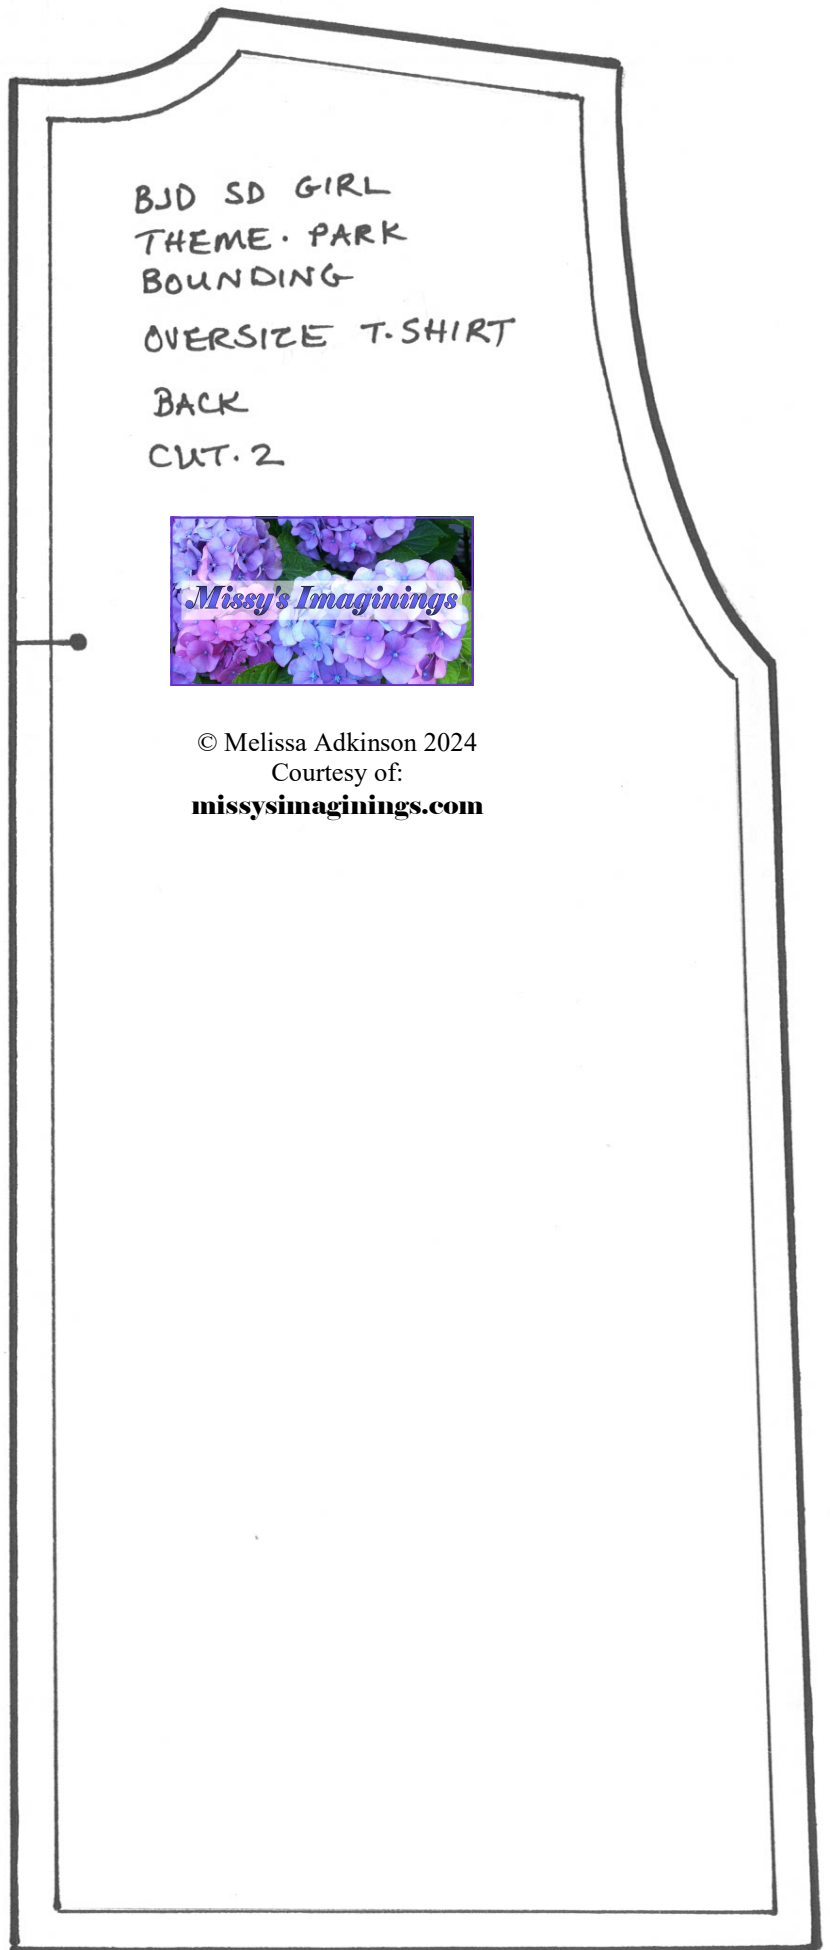 BJD SD GIRL
THEME. PARK
BOUNDING
OVERSIZE T.SHIRT
BACK
CUT.2
Missy's Imaginings
© Melissa Adkinson 2024
Courtesy of:
missysimaginings.com